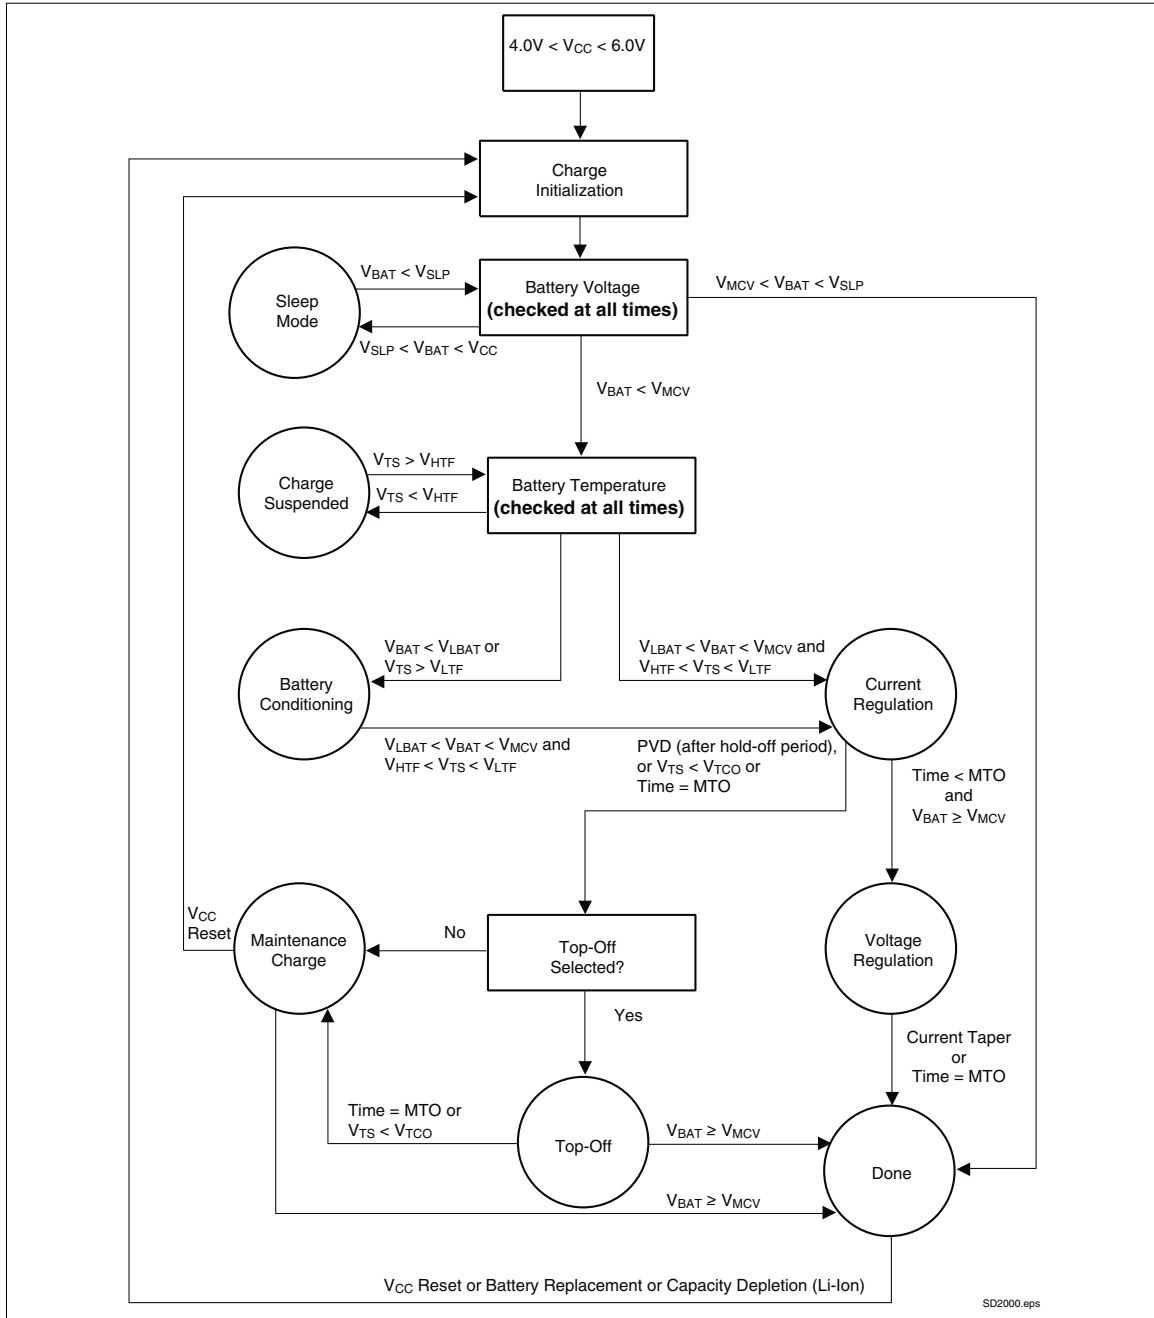 4.0V < VCC < 6.0V
Charge
Initialization
VBAT < VSLP
Sleep
Mode
Battery Voltage
(checked at all times)
VMCV < VBAT < VSLP
VSLP < VBAT < VCC
VBAT < VMCV
VTS > VHTF
Charge
Suspended
VTS < VHTF
Battery Temperature
(checked at all times)
VBAT < VLBAT or
VTS > VLTF
VLBAT < VBAT < VMCV and
VHTF < VTS < VLTF
Battery
Conditioning
Current
Regulation
VLBAT < VBAT < VMCV and
VHTF < VTS < VLTF
PVD (after hold-off period),
or VTS < VTCO or
Time = MTO
Time < MTO
and
VBAT ≥ VMCV
VCC
Reset
Maintenance
Charge
No
Top-Off
Selected?
Voltage
Regulation
Yes
Current Taper
or
Time = MTO
Time = MTO or
VTS < VTCO
Top-Off
VBAT ≥ VMCV
Done
VBAT ≥ VMCV
VCC Reset or Battery Replacement or Capacity Depletion (Li-Ion)
SD2000.eps